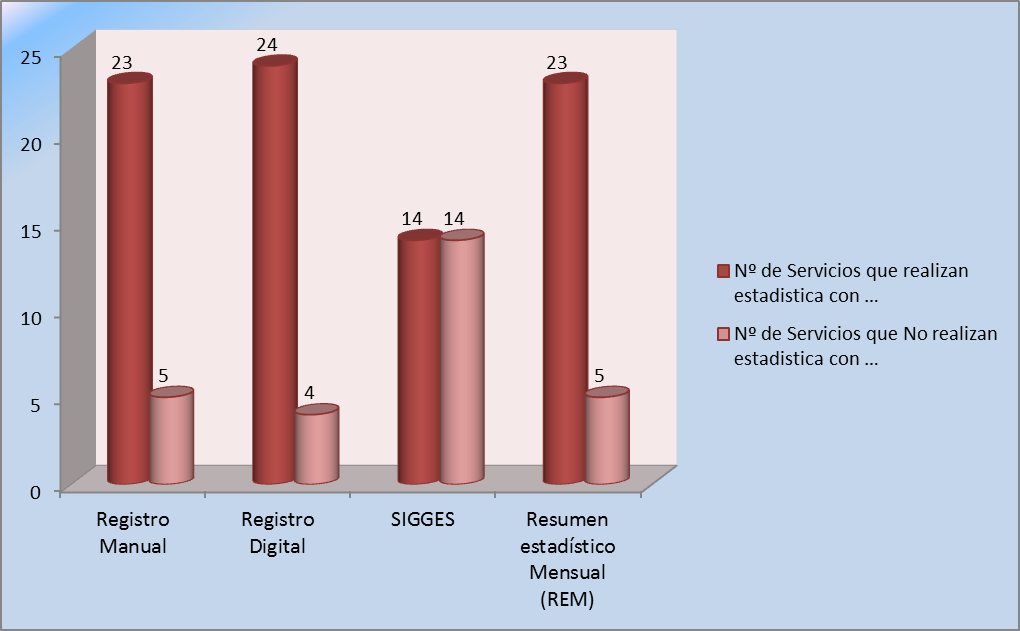 25
20
15
10
5
0
23
5
24
4
14
14
23
5
Registro
Manual
Registro
Digital
SIGGES
Resumen
estadístico
Mensual
(REM)
Nº de Servicios que realizan
estadistica con ...
Nº de Servicios que No realizan
estadistica con ...